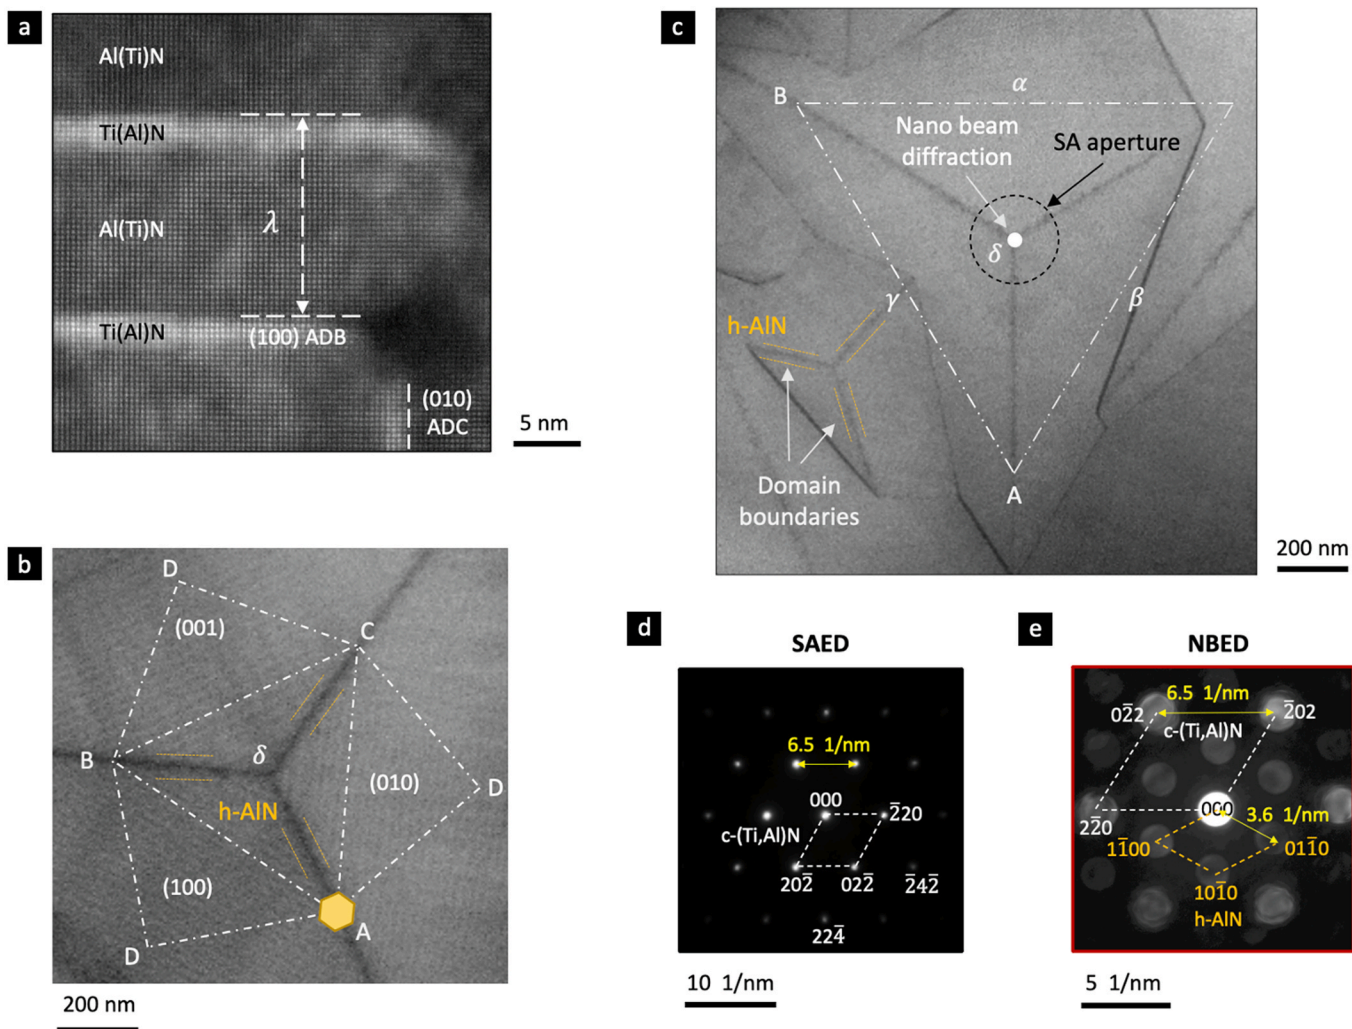 a
Al(Ti)N
Ti(Al)N
λ
Al(Ti)N
Ti(Al)N
(100) ADB
(010)
ADC
5 nm
b
D
(001)
C
B
δ
(010)
D
h-AlN
(100)
A
D
200 nm
c
B
α
Nano beam
diffraction
SA aperture
δ
γ
β
h-AlN
A
Domain
boundaries
200 nm
d
SAED
6.5 1/nm
000
c-(Ti,Al)N
2̅20
202̅
022̅
2̅42̅
224̅
10 1/nm
e
NBED
6.5 1/nm
02̅2
2̅02
c-(Ti,Al)N
000
3.6 1/nm
22̅0
11̅00
011̅0
101̅0
h-AlN
5 1/nm